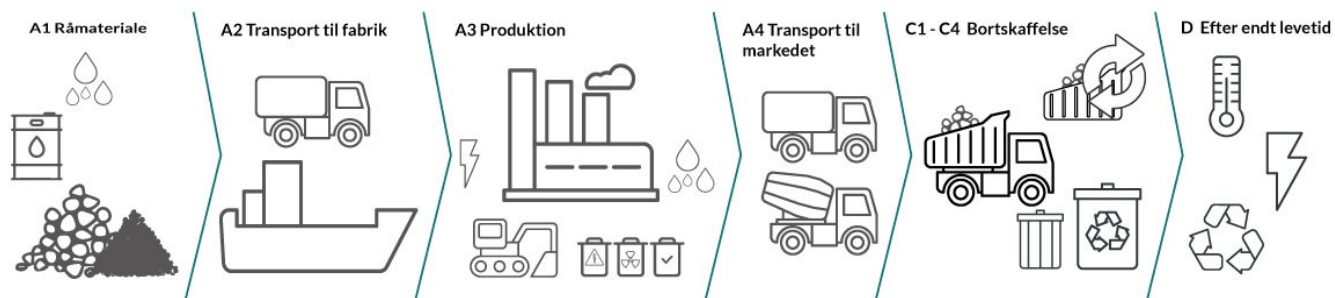 A1 Råmateriale
A2 Transport til fabrik
A3 Produktion
A4 Transport til
markedet
C1 - C4 Bortskaffelse
D Efter endt levetid